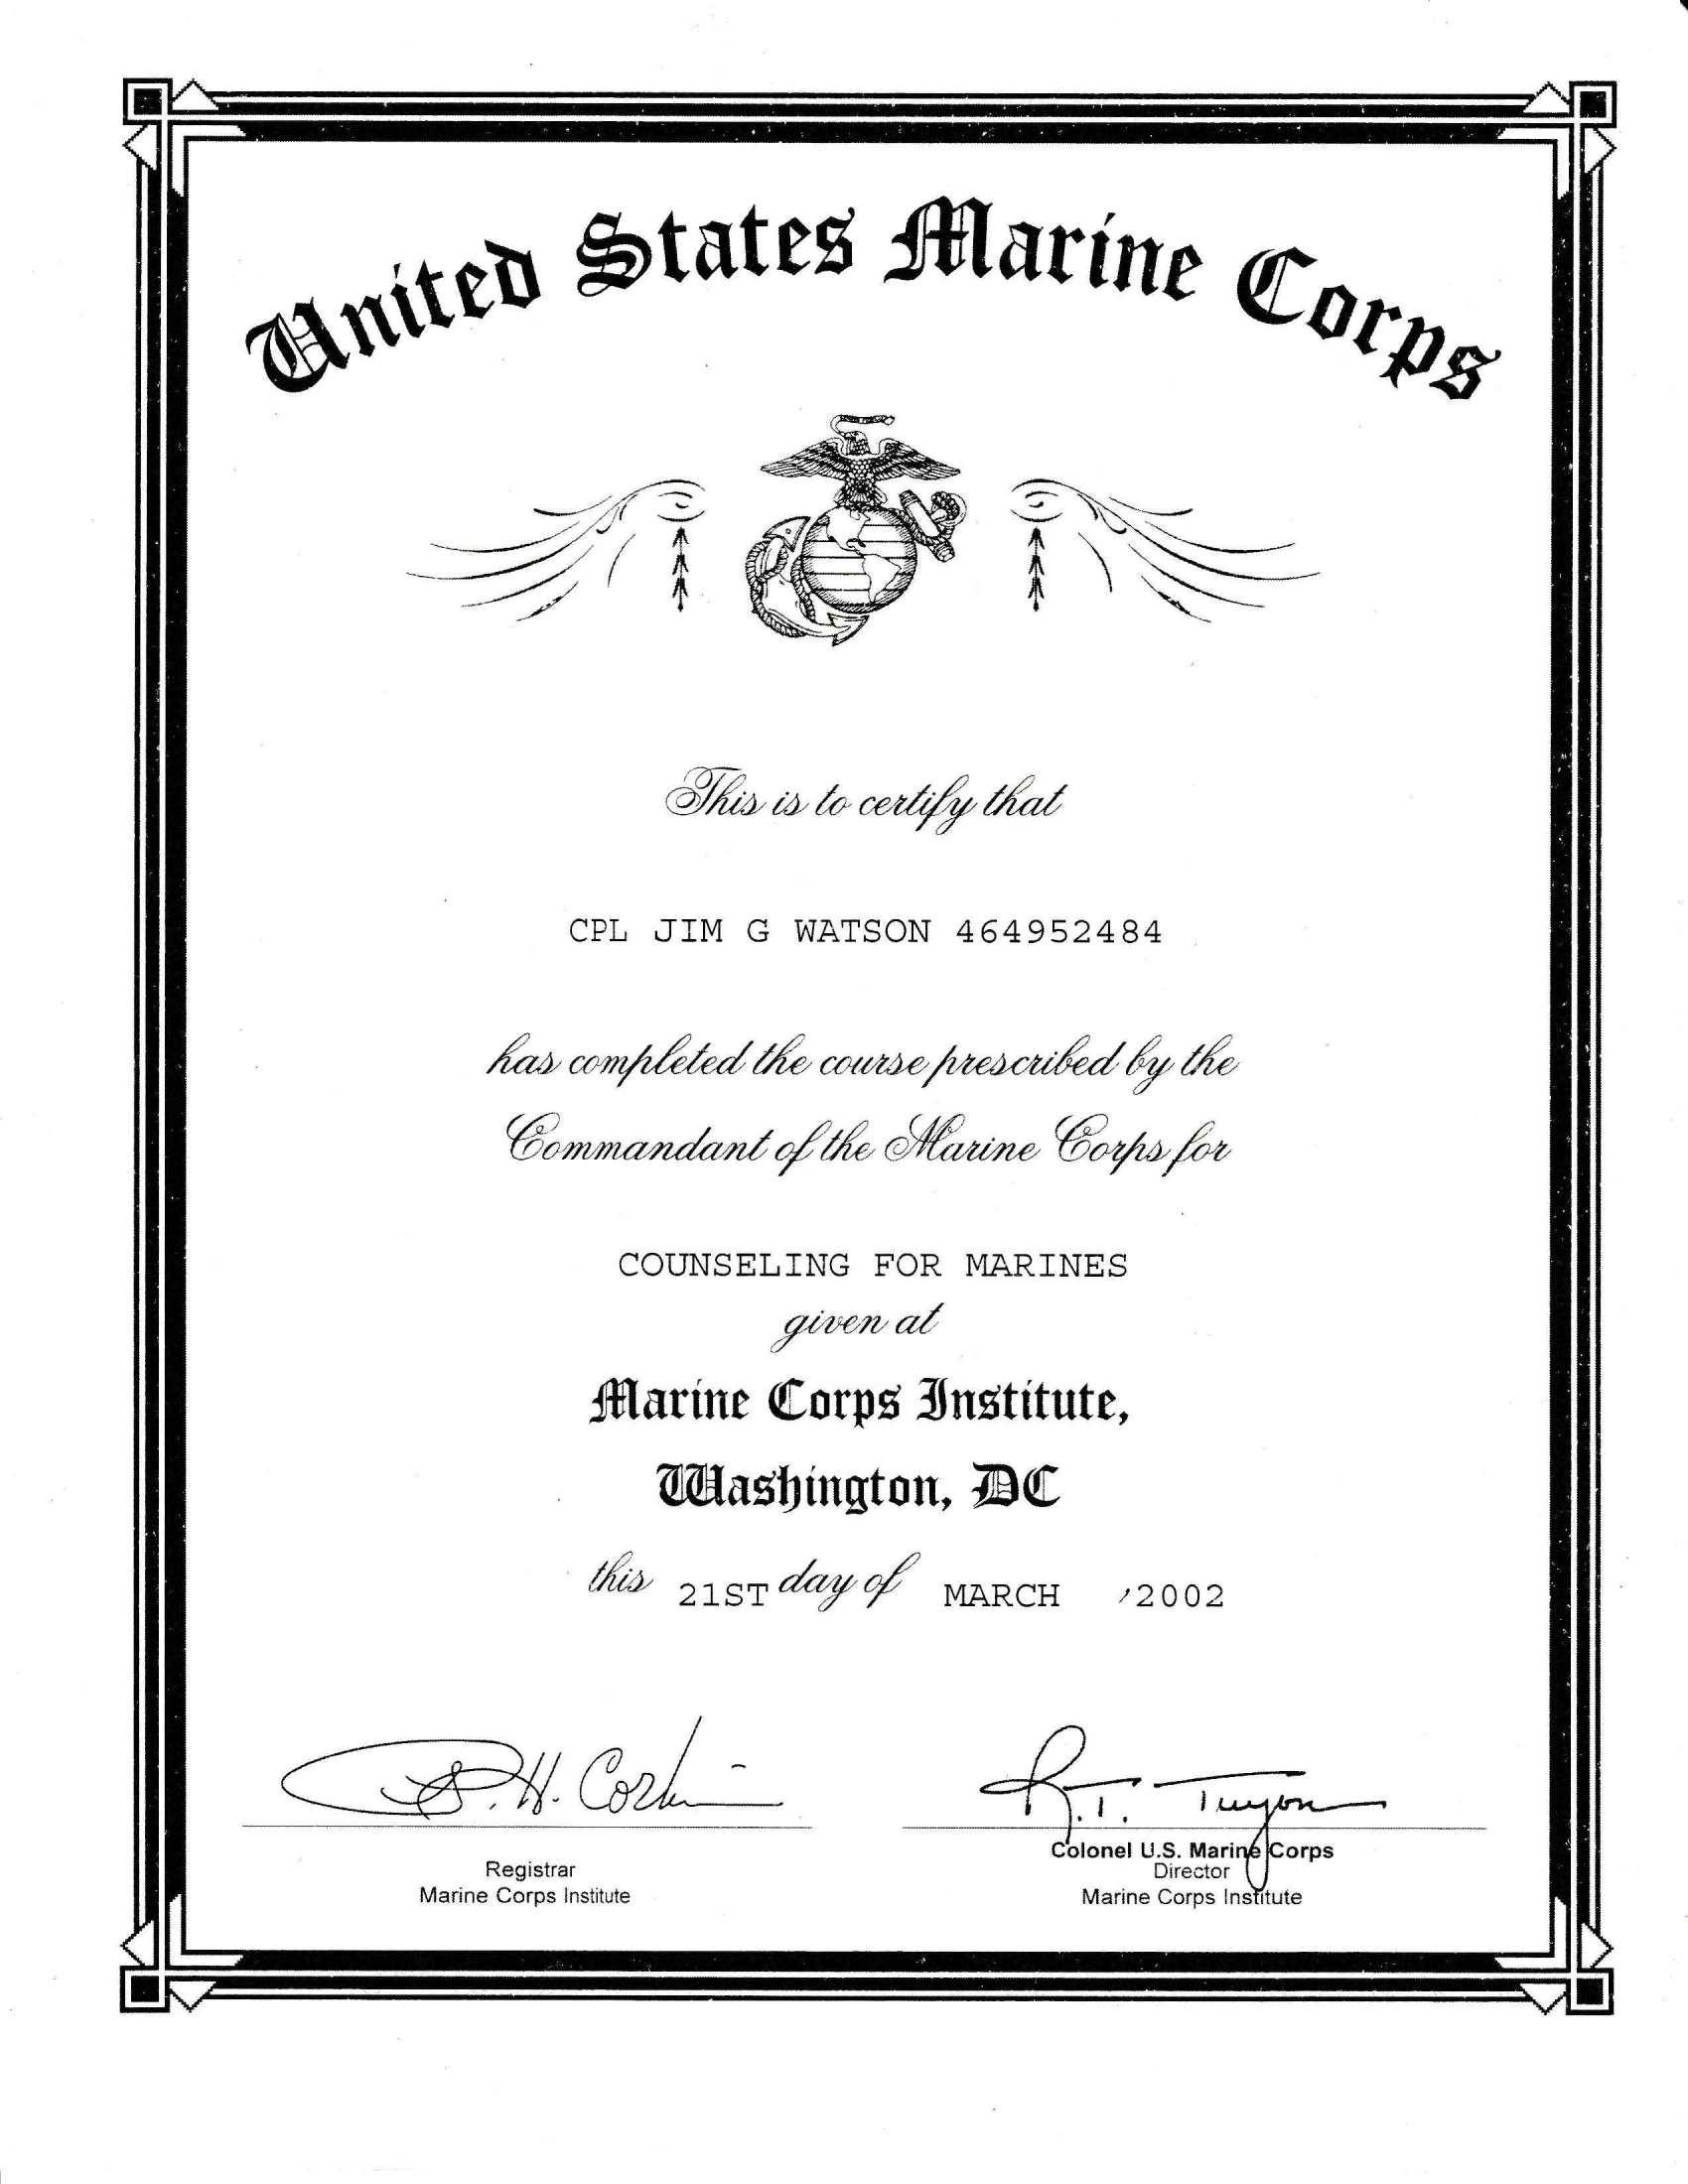 United States Marine Corps
This is to certify that
CPL JIM G WATSON 464952484
has completed the course prescribed by the
Commandant of the Marine Corps for
COUNSELING FOR MARINES
given at
Marine Corps Institute,
Washington, DC
this 21ST day of MARCH ,2002
Registrar
Marine Corps Institute
Colonel U.S. Marine Corps
Director
Marine Corps Institute